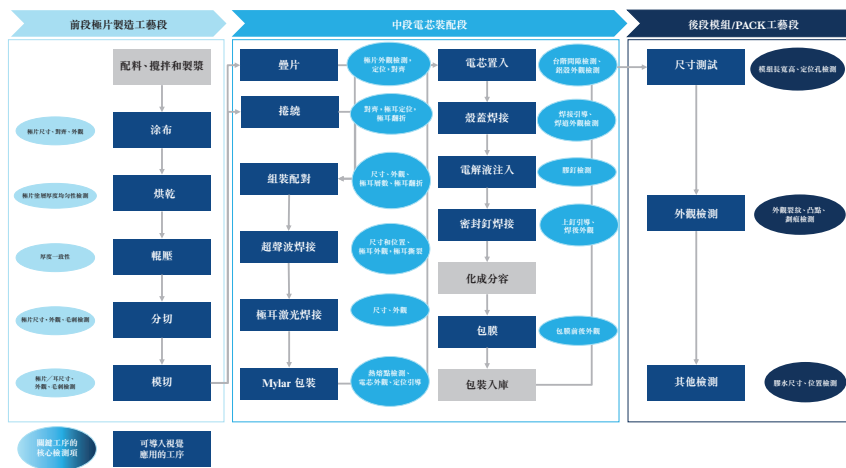 前段極片製造工藝段
中段電芯裝配段
後段模組/PACK工藝段
配料、攪拌和製漿
塗布
極片尺寸、對齊、外觀
烘乾
極片塗層厚度均勻性檢測
輥壓
厚度一致性
分切
極片尺寸、外觀、毛刺檢測
模切
極片／耳尺寸、
外觀、毛刺檢測
疊片
極片外觀檢測、
定位、對齊
捲繞
對齊、極耳定位、
極耳翻折
組裝配對
尺寸、外觀、
極耳層數、極耳翻折
超聲波焊接
尺寸和位置、
極耳外觀、極耳撕裂
極耳激光焊接
尺寸、外觀
Mylar 包裝
熱熔點檢測、
電芯外觀、定位引導
電芯置入
台階間隙檢測、
鋁殼外觀檢測
殼蓋焊接
焊接引導、
焊道外觀檢測
電解液注入
膠釘檢測
密封釘焊接
上釘引導、
焊後外觀
化成分容
包膜
包膜前後外觀
包裝入庫
尺寸測試
模組長寬高、定位孔檢測
外觀檢測
外觀裂紋、凸點、
劃痕檢測
其他檢測
膠水尺寸、位置檢測
關鍵工序的
核心檢測項
可導入視覺
應用的工序